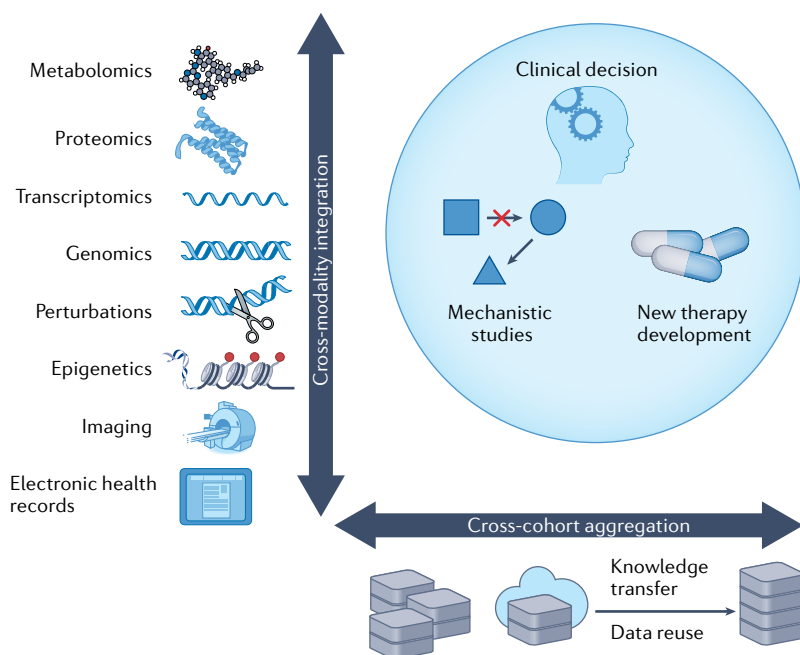 Metabolomics
Proteomics
Transcriptomics
Genomics
Perturbations
Epigenetics
Imaging
Electronic health
records
Cross-modality integration
Clinical decision
Mechanistic
studies
New therapy
development
Cross-cohort aggregation
Knowledge
transfer
Data reuse